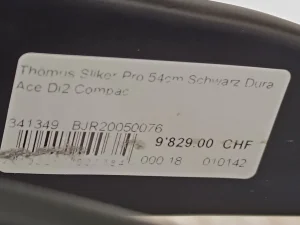 Thömus Sliker Pro 54cm Schwarz Dura
Ace Di2 Compac
341349 BJR20050076
9'829.00 CHF
000 18 010142